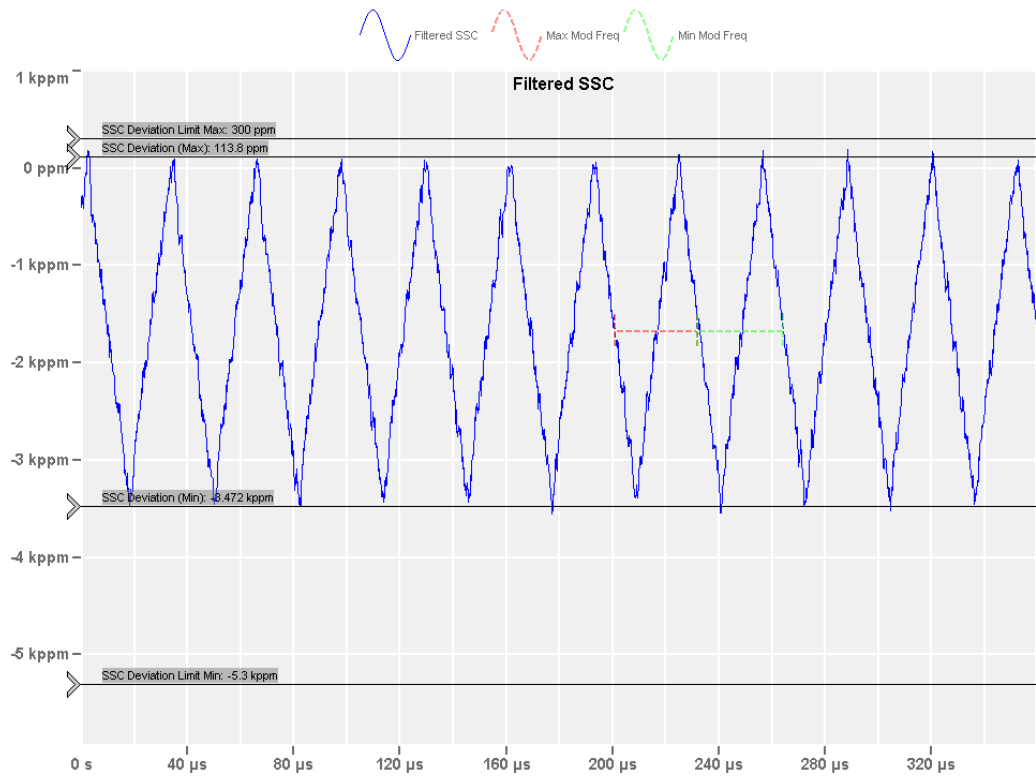 Filtered SSC
Max Mod Freq
Min Mod Freq
Filtered SSC
1 kppm
SSC Deviation Limit Max: 300 ppm
SSC Deviation (Max): 113.8 ppm
0 ppm
-1 kppm
-2 kppm
-3 kppm
SSC Deviation (Min): -3.472 kppm
-4 kppm
-5 kppm
SSC Deviation Limit Min: -5.3 kppm
0 s
40 µs
80 µs
120 µs
160 µs
200 µs
240 µs
280 µs
320 µs